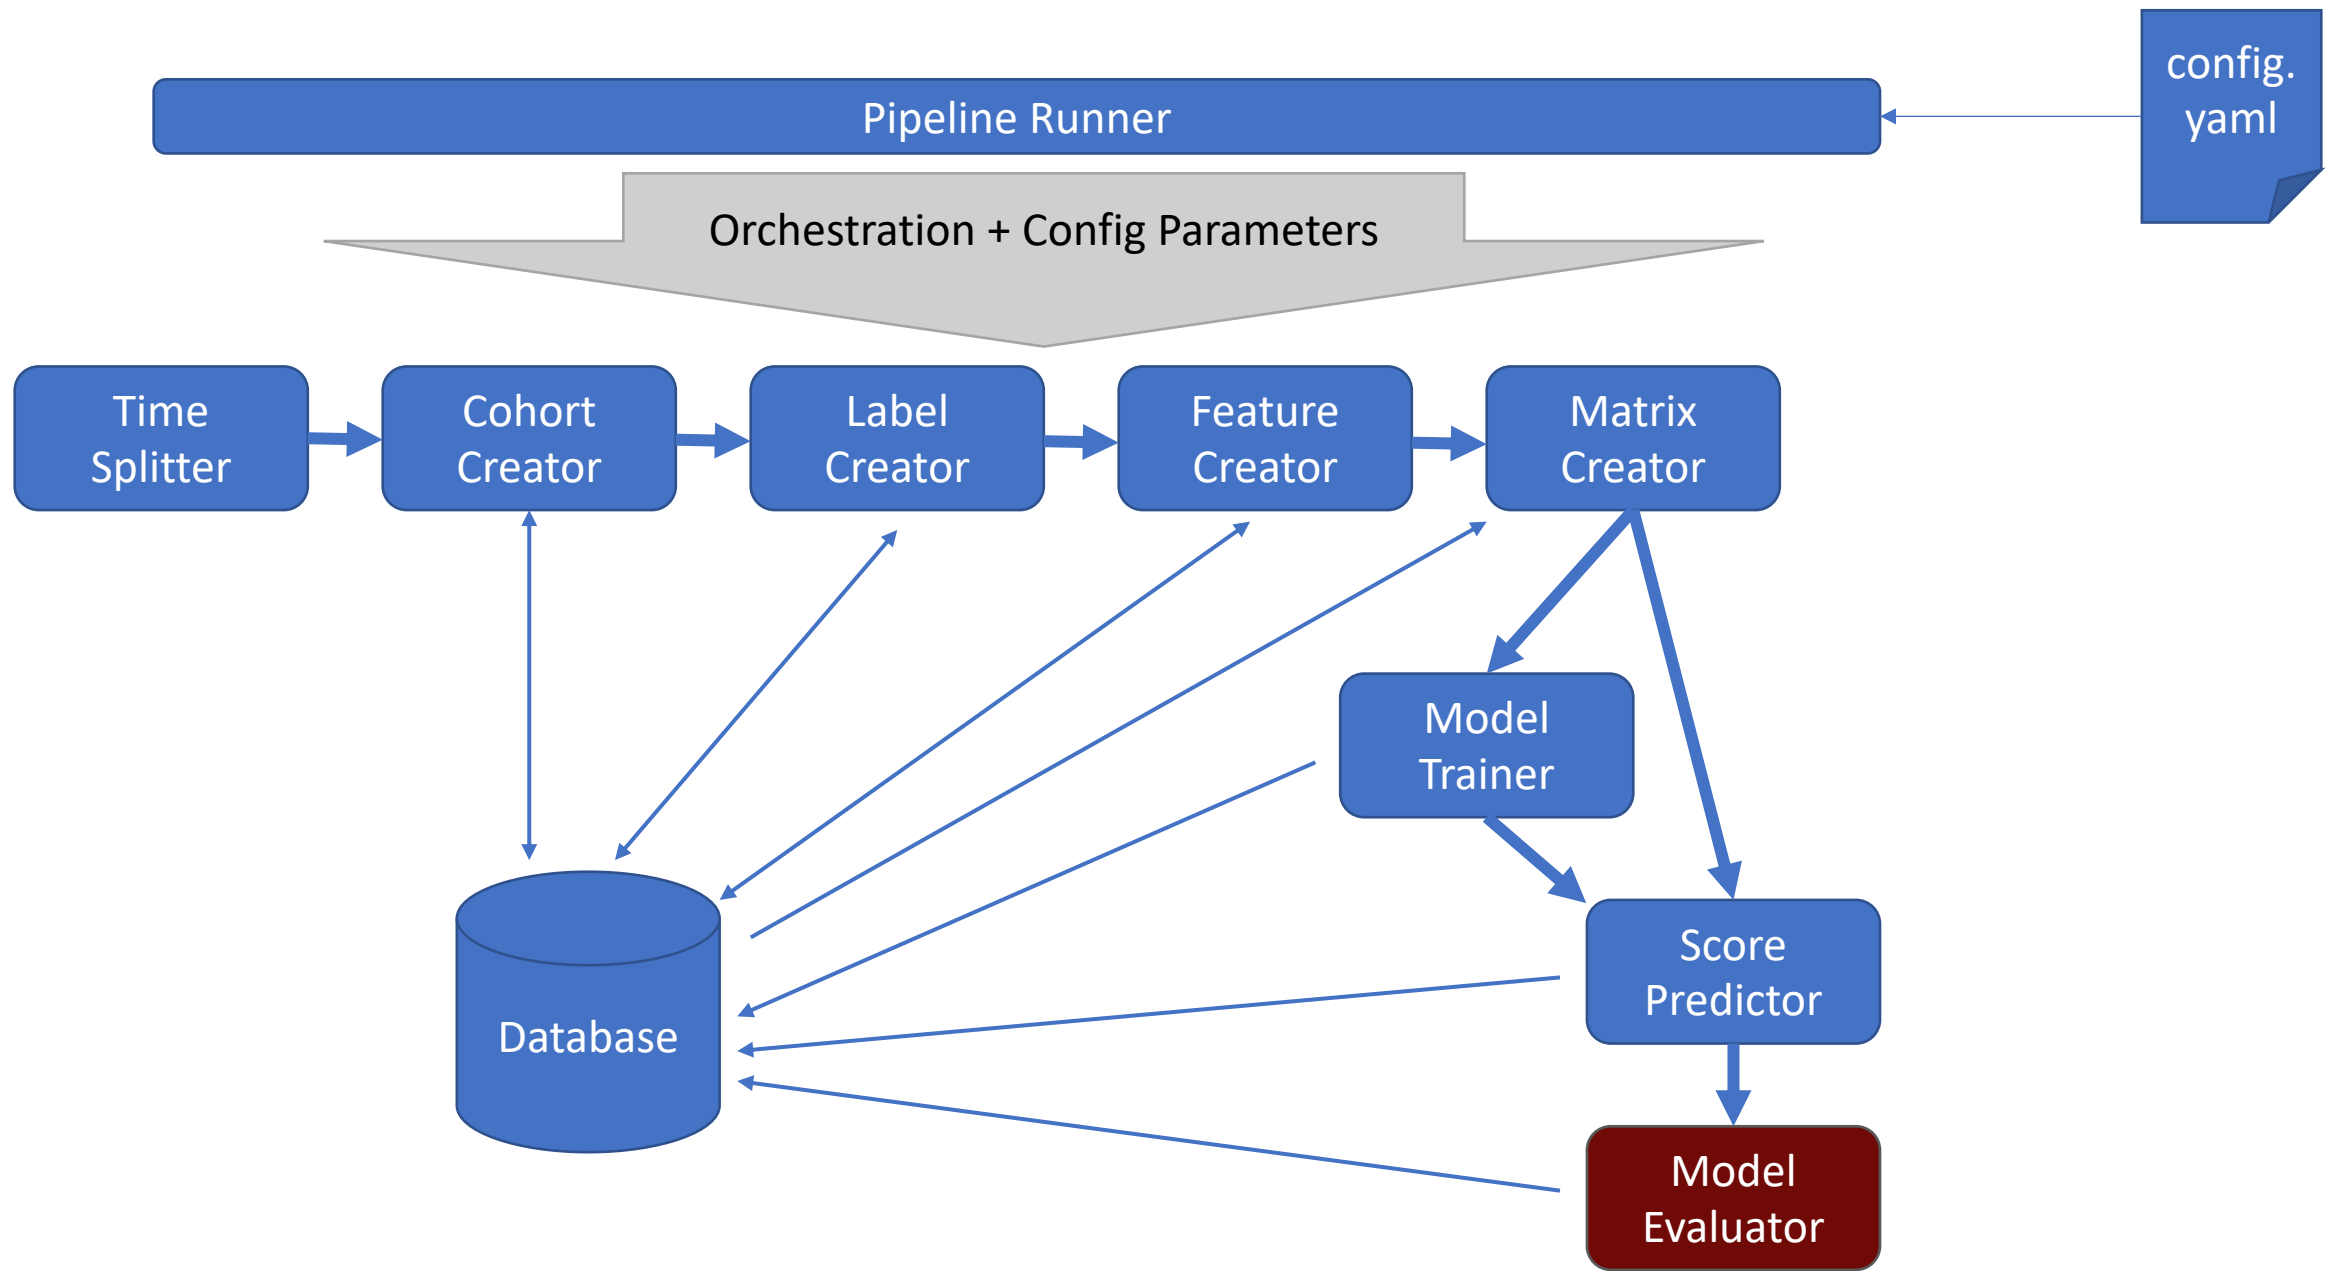 config.
yaml
Pipeline Runner
Orchestration + Config Parameters
Time
Splitter
Cohort
Creator
Label
Creator
Feature
Creator
Matrix
Creator
Model
Trainer
Score
Predictor
Database
Model
Evaluator